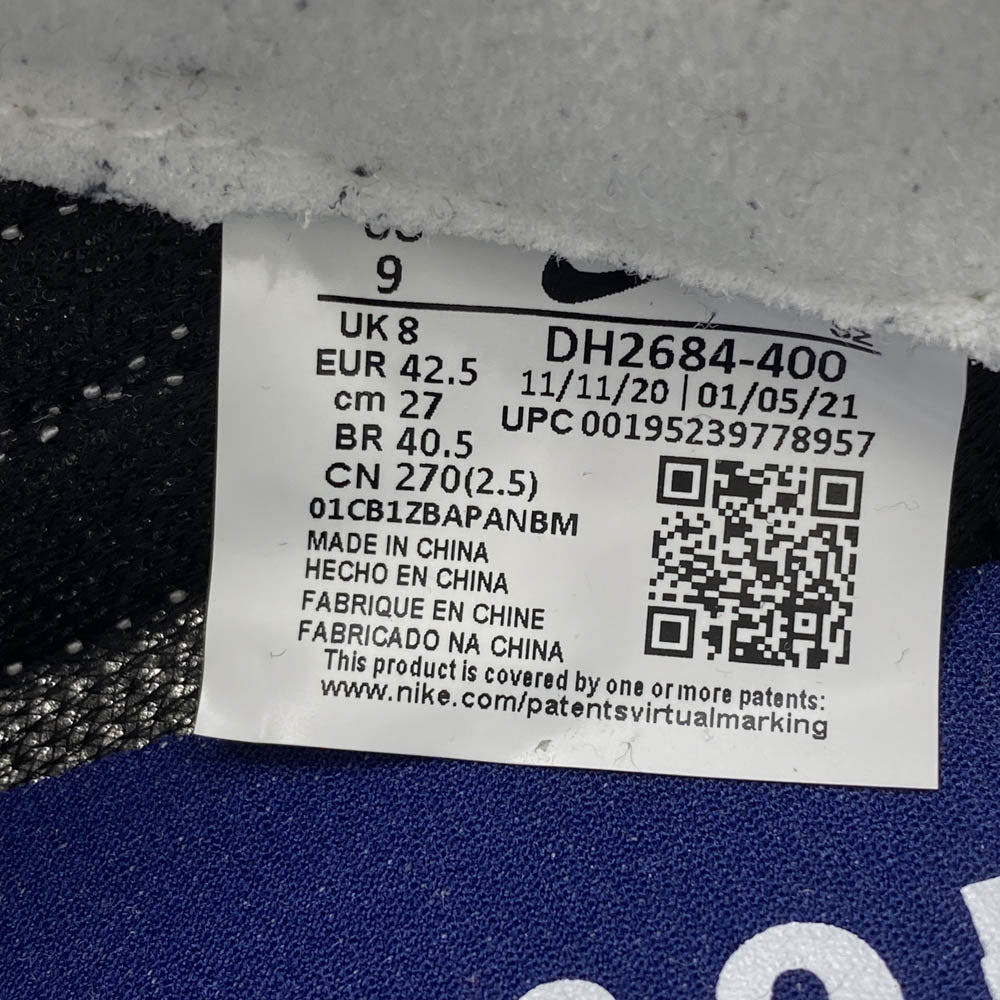 9
UK 8
EUR 42.5
cm 27
BR 40.5
CN 270(2.5)
01CB1ZBAPANBM
MADE IN CHINA
HECHO EN CHINA
FABRIQUE EN CHINE
FABRICADO NA CHINA
DH2684-400
11/11/20 | 01/05/21
UPC 00195239778957
This product is covered by one or more patents:
www.nike.com/patentsvirtualmarking